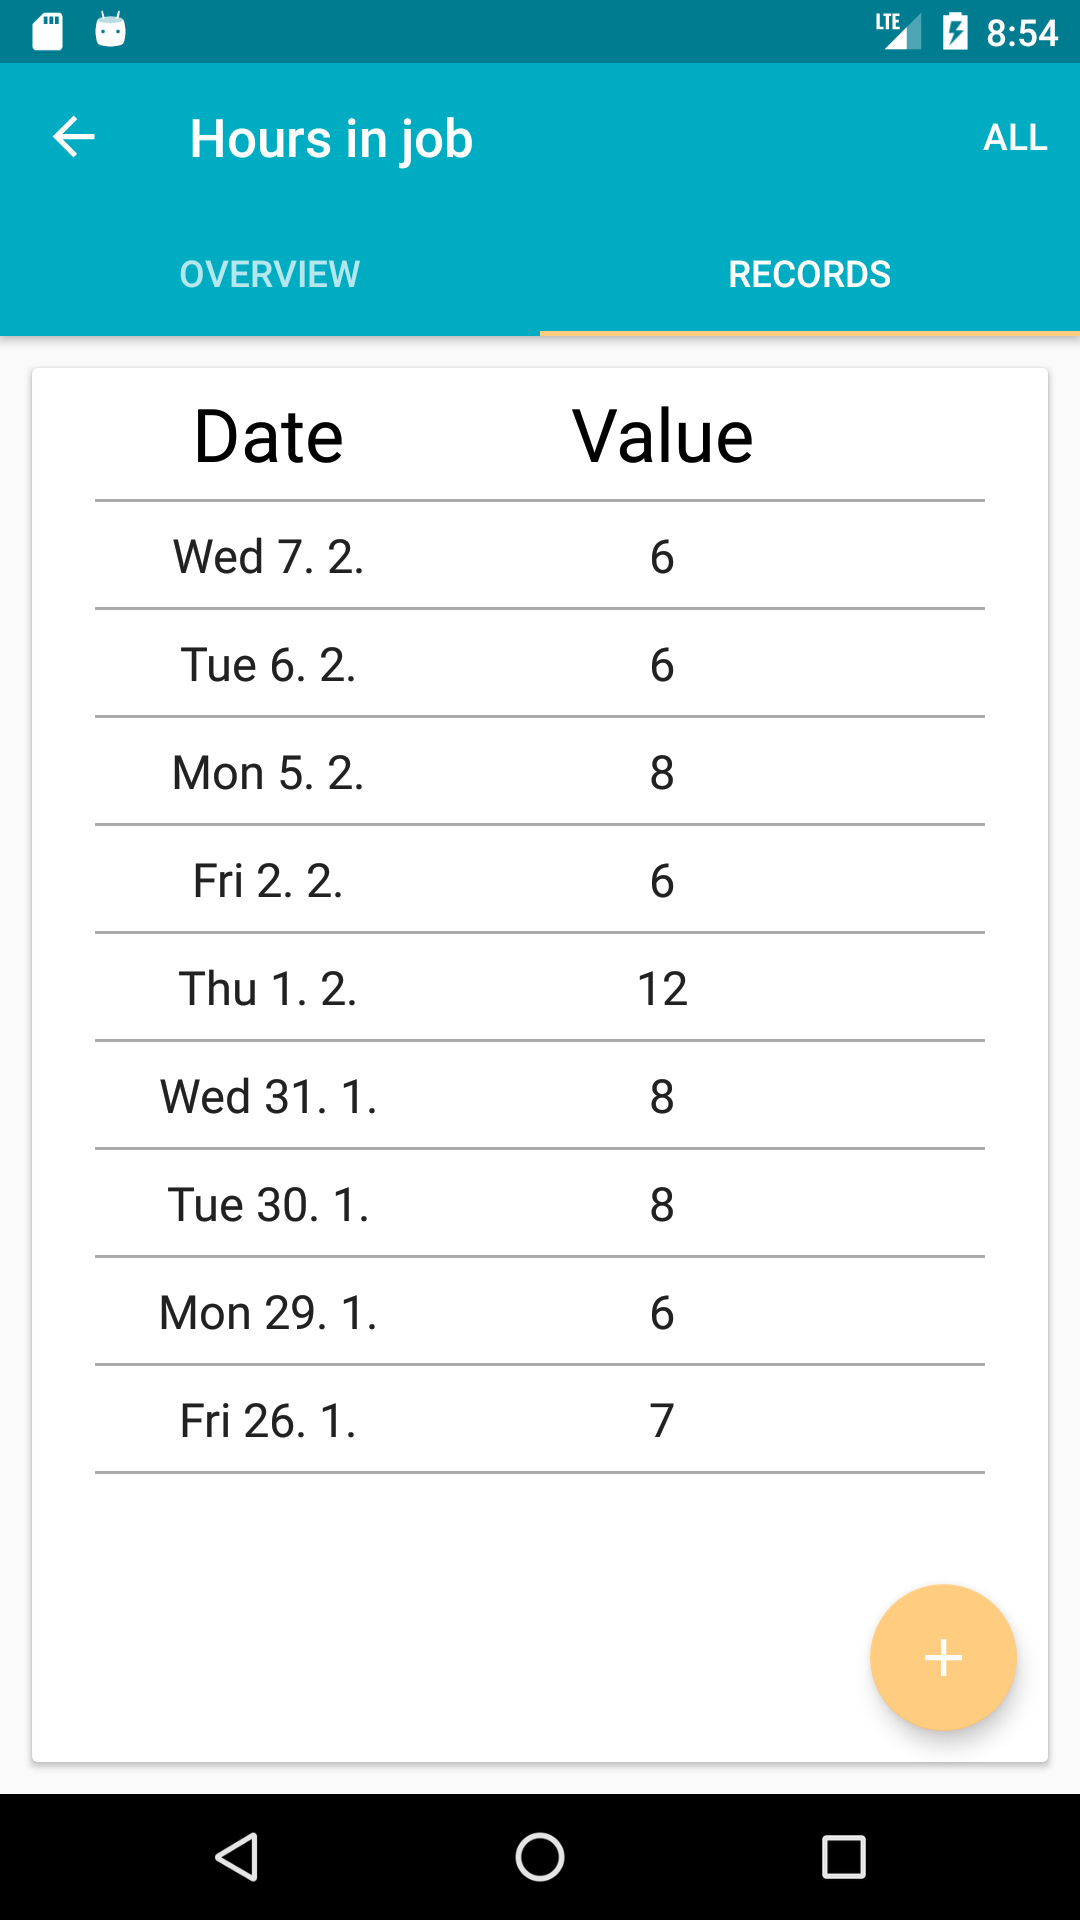 LTE 8:54
Hours in job ALL
OVERVIEW RECORDS
Date Value
Wed 7. 2. 6
Tue 6. 2. 6
Mon 5. 2. 8
Fri 2. 2. 6
Thu 1. 2. 12
Wed 31. 1. 8
Tue 30. 1. 8
Mon 29. 1. 6
Fri 26. 1. 7